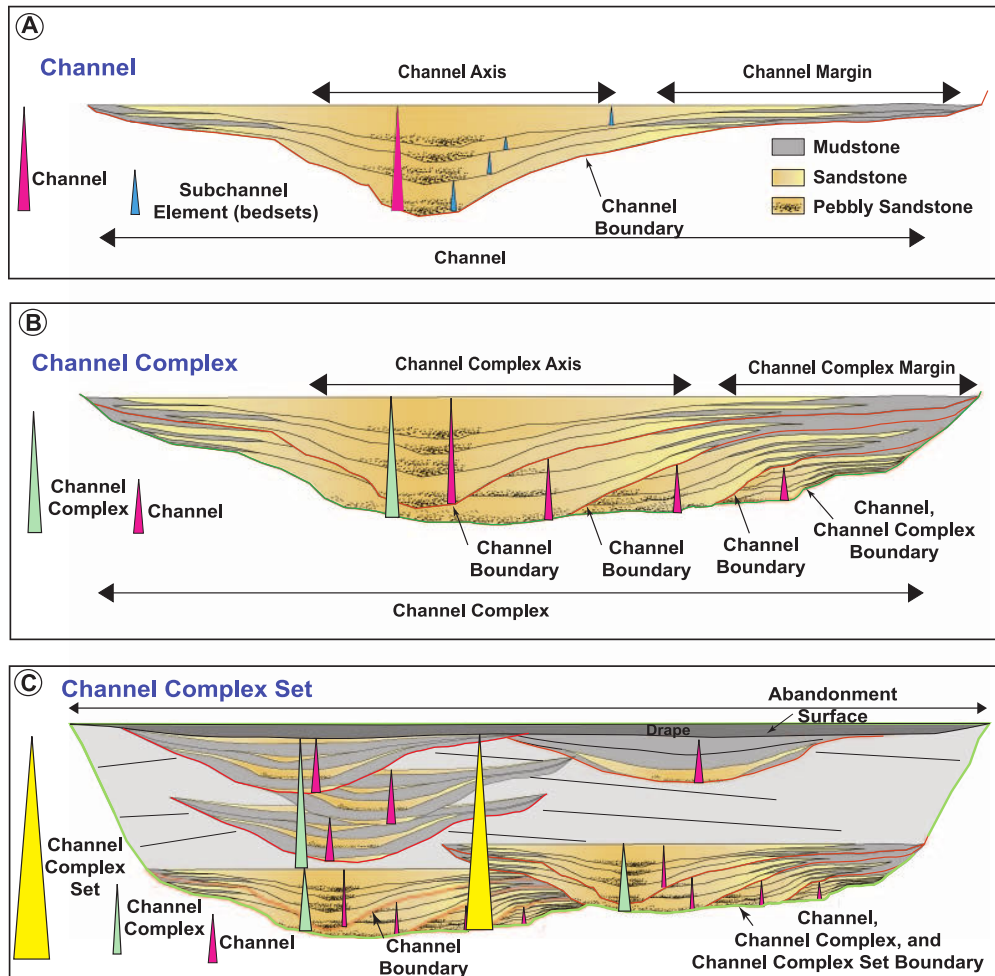 A
Channel
Channel Axis
Channel Margin
Channel
Subchannel
Element (bedsets)
Mudstone
Sandstone
Pebbly Sandstone
Channel
Boundary
Channel
B
Channel Complex
Channel Complex Axis
Channel Complex Margin
Channel
Complex
Channel
Channel
Boundary
Channel
Boundary
Channel
Boundary
Channel,
Channel Complex
Boundary
Channel Complex
C
Channel Complex Set
Abandonment
Surface
Drape
Channel
Complex
Set
Channel
Complex
Channel
Channel
Boundary
Channel,
Channel Complex, and
Channel Complex Set Boundary